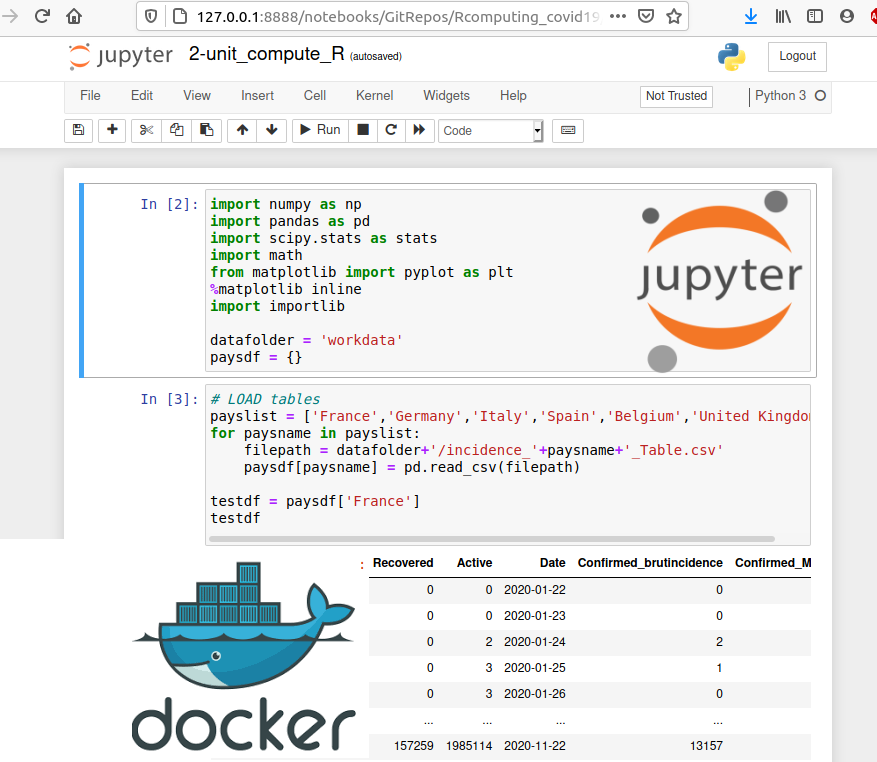 127.0.0.1:8888/notebooks/GitRepos/Rcomputing_covid19
jupyter 2-unit_compute_R (autosaved) Logout
File Edit View Insert Cell Kernel Widgets Help Not Trusted Python 3
Run Code
In [2]: import numpy as np
import pandas as pd
import scipy.stats as stats
import math
from matplotlib import pyplot as plt
%matplotlib inline
import importlib
datafolder = 'workdata'
paysdf = {}
jupyter
In [3]: # LOAD tables
payslist = ['France','Germany','Italy','Spain','Belgium','United Kingdo
for paysname in payslist:
filepath = datafolder+'/incidence_'+paysname+'_Table.csv'
paysdf[paysname] = pd.read_csv(filepath)
testdf = paysdf['France']
testdf
: Recovered Active Date Confirmed_brutincidence Confirmed_M
0 0 2020-01-22 0
0 0 2020-01-23 0
0 2 2020-01-24 2
0 3 2020-01-25 1
0 3 2020-01-26 0
... ... ... ...
157259 1985114 2020-11-22 13157
docker